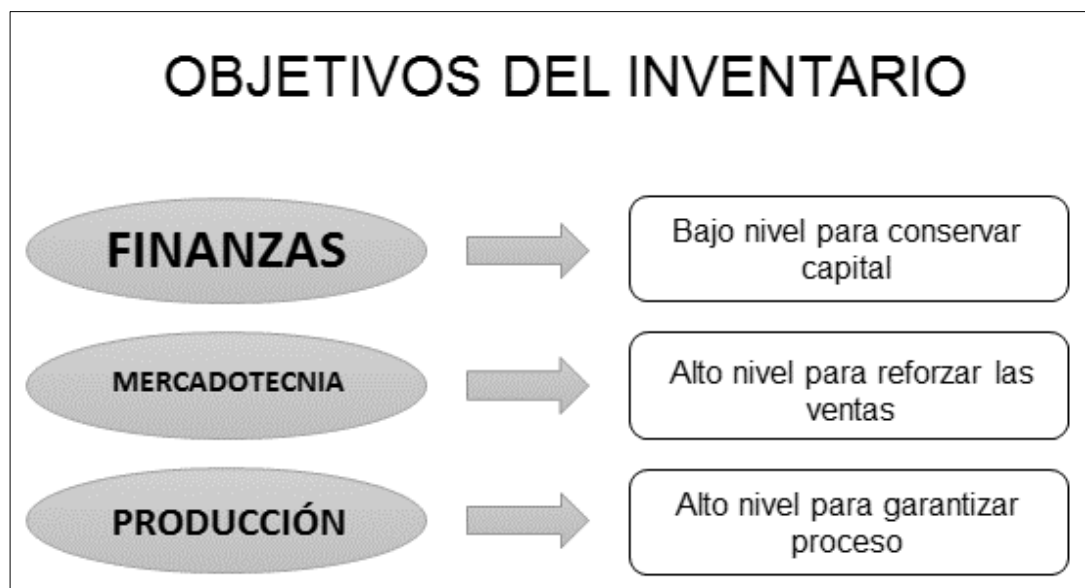 OBJETIVOS DEL INVENTARIO
FINANZAS
Bajo nivel para conservar
capital
MERCADOTECNIA
Alto nivel para reforzar las
ventas
PRODUCCIÓN
Alto nivel para garantizar
proceso